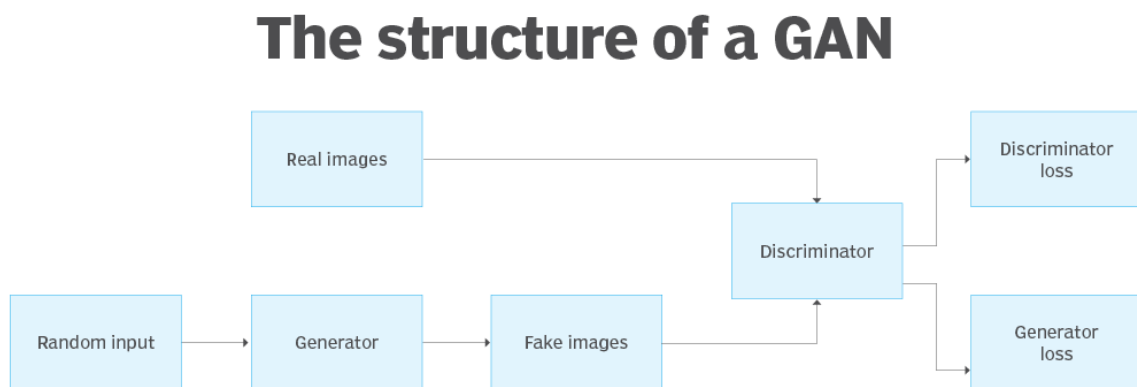 The structure of a GAN
Real images
Discriminator
loss
Discriminator
Random input
Generator
Fake images
Generator
loss